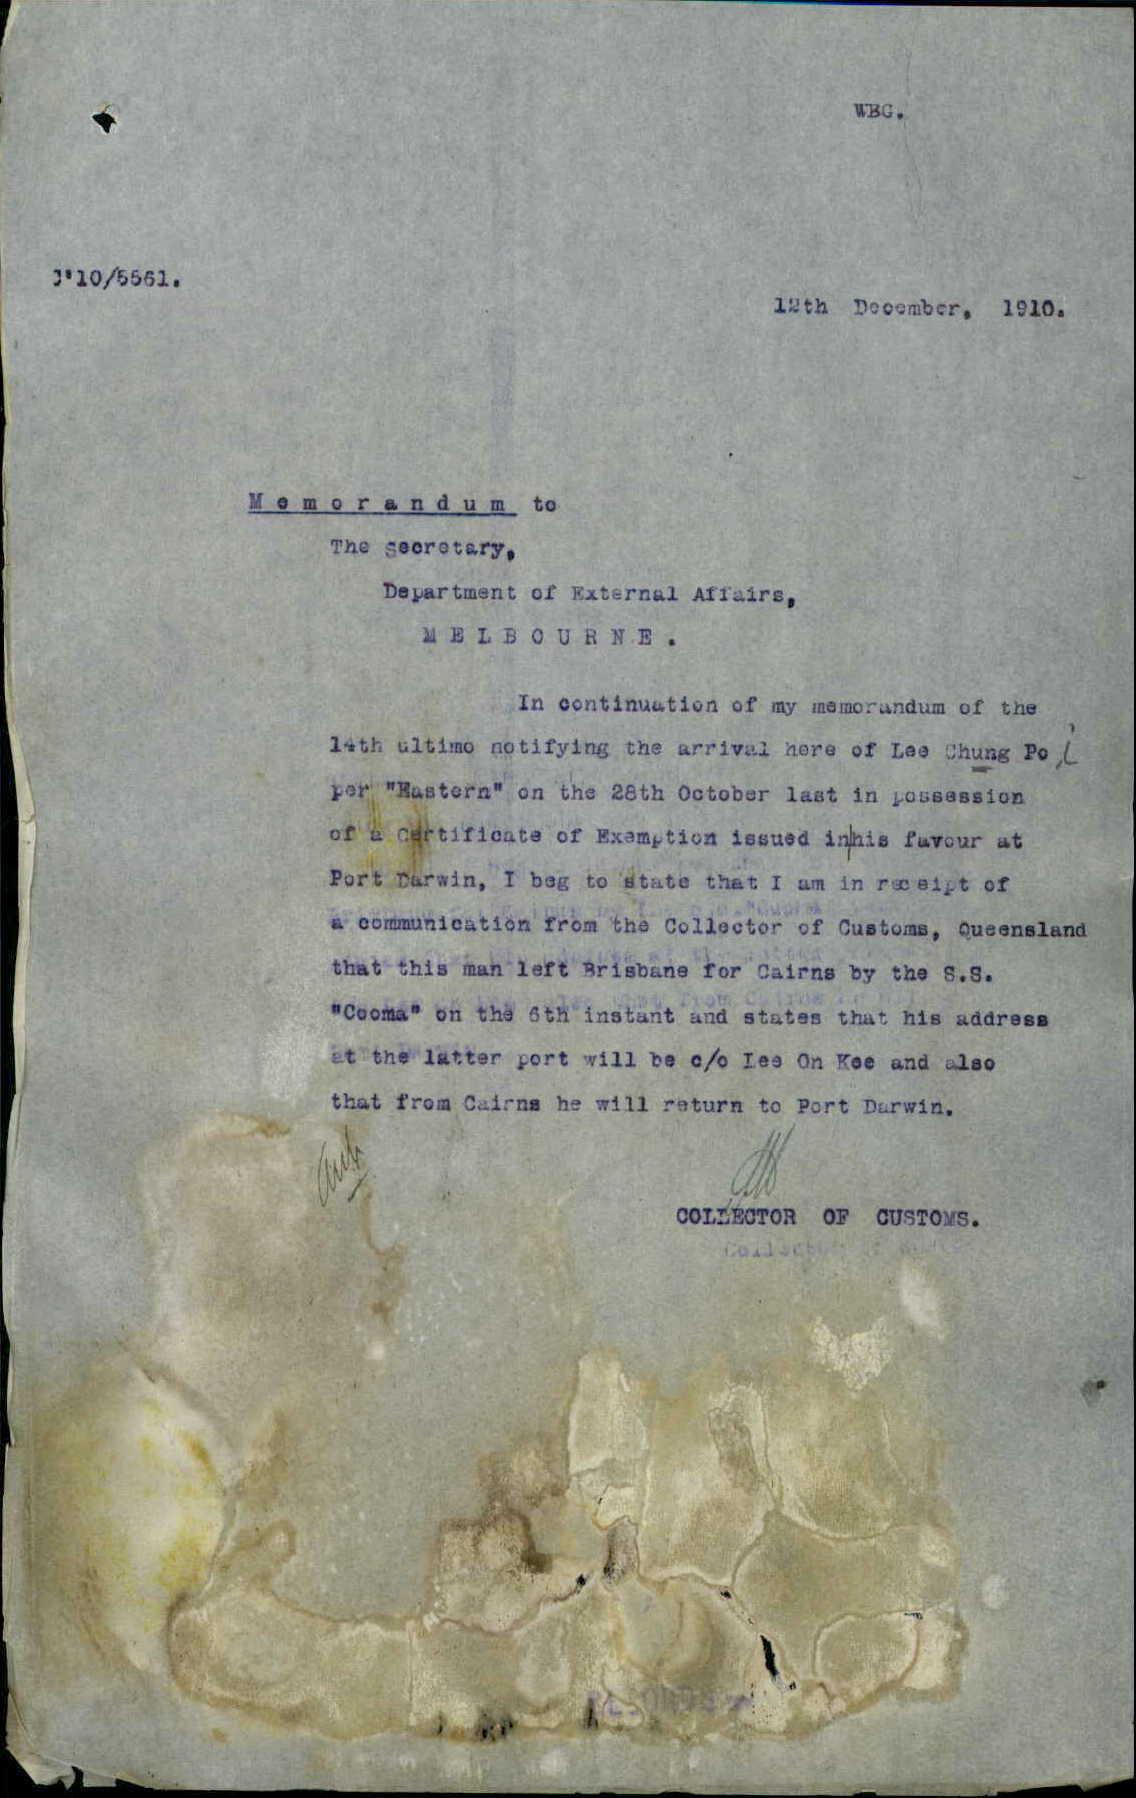 WBG.
J'10/5561.
12th December, 1910.
Memorandum to
The secretary,
Department of External Affairs,
MELBOURNE.
In continuation of my memorandum of the
14th ultimo notifying the arrival here of Lee Chung Poi
per "Eastern" on the 28th October last in possession
of a Certificate of Exemption issued in|his favour at
Port Darwin, I beg to state that I am in receipt of
a communication from the Collector of Customs, Queensland
that this man left Brisbane for Cairns by the S.S.
"Cooma" on the 6th instant and states that his address
at the latter port will be c/o Lee On Kee and also
that from Cairns he will return to Port Darwin.
COLLECTOR OF CUSTOMS.